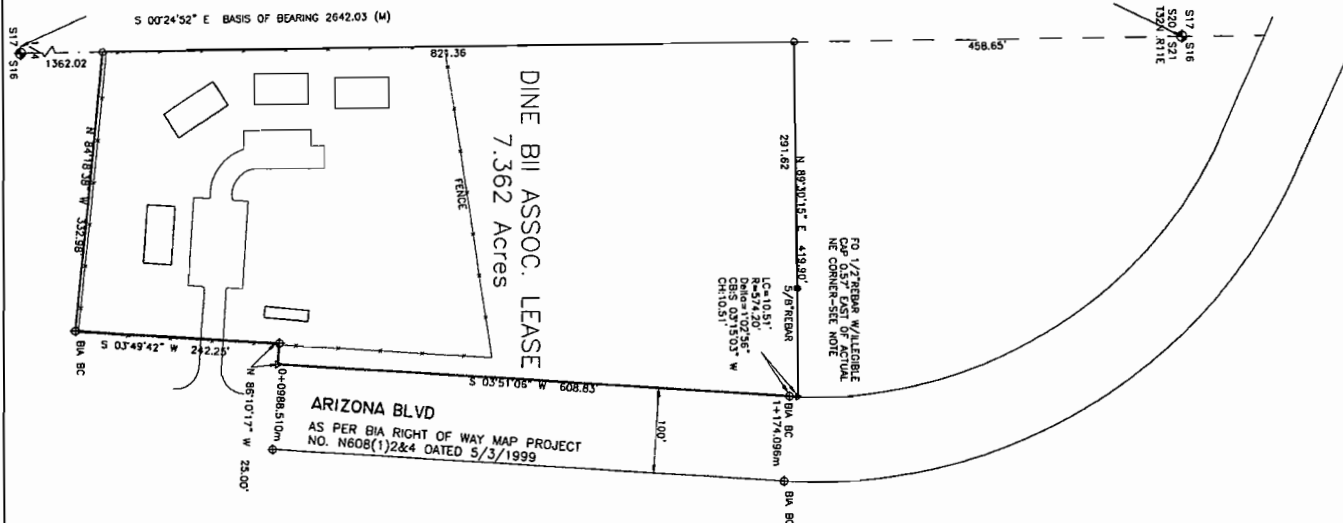 S 00°24'52" E BASIS OF BEARING 2642.03 (M)
S17
S16
1/4
1362.02
821.36
458.65'
S17
S16
S20
S21
T32N R11E
DINE BII ASSOC. LEASE
7.362 Acres
FENCE
N 84°18'38" W 332.98'
291.62
N 89°30'15" E 419.90'
5/8"REBAR
FD 1/2"REBAR W/ILLEGIBLE
CAP 0.57' EAST OF ACTUAL
NE CORNER-SEE NOTE
LC=10.51'
R=574.20'
Delta=1°02'56"
CB:S 03°15'03" W
CH:10.51'
BIA BC
S 03°49'42" W 242.25'
N 86°10'17" W 25.00'
0+0988.510m
S 03°51'06" W 608.83'
BIA BC
1+174.096m
100'
BIA BC
ARIZONA BLVD
AS PER BIA RIGHT OF WAY MAP PROJECT
NO. N608(1)2&4 DATED 5/3/1999